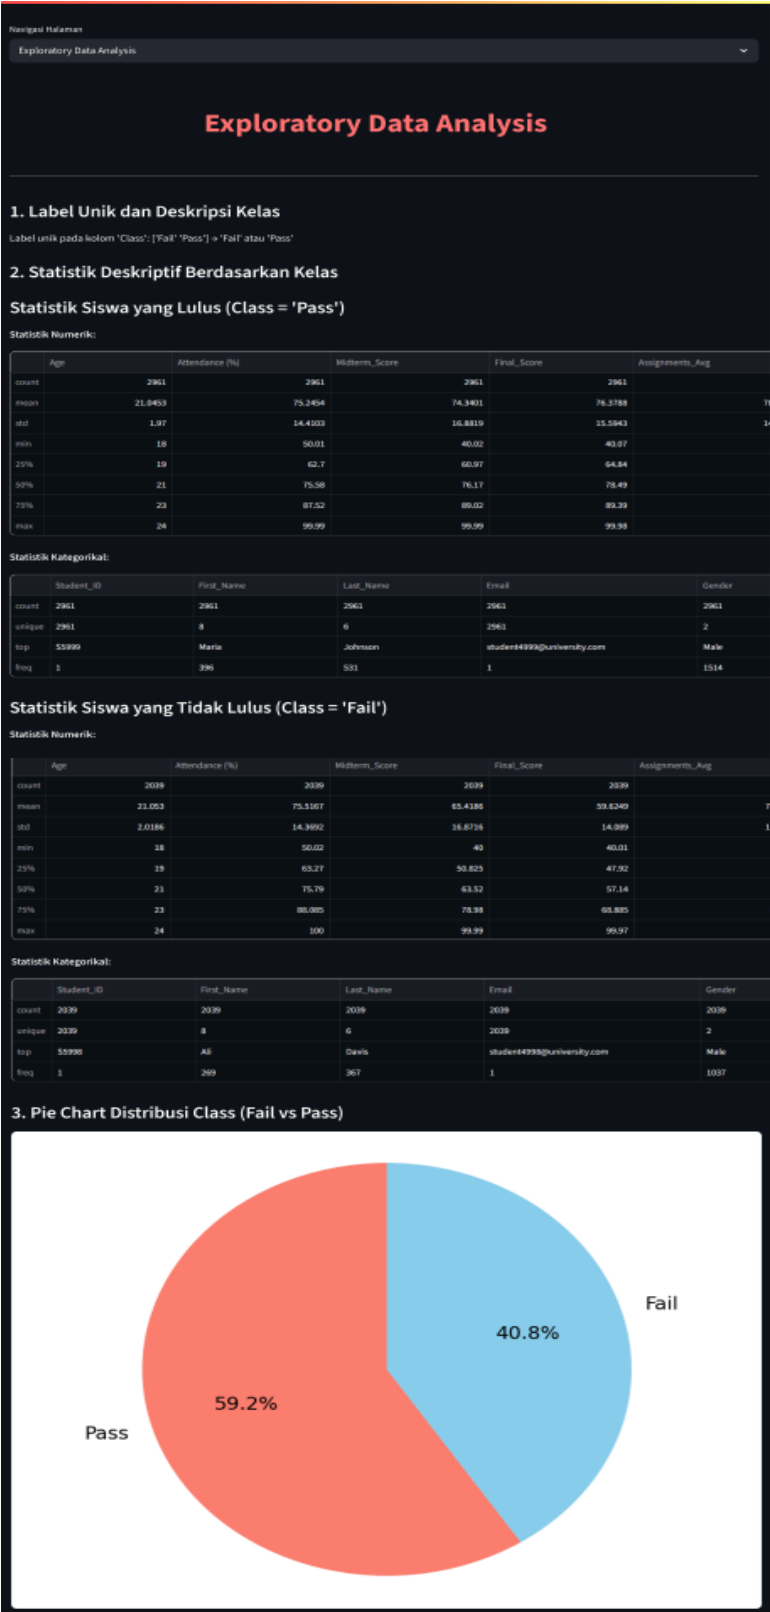 Navigasi Halaman
Exploratory Data Analysis
Exploratory Data Analysis
1. Label Unik dan Deskripsi Kelas
Label unik pada kolom 'Class': ['Fail' 'Pass'] → 'Fail' atau 'Pass'
2. Statistik Deskriptif Berdasarkan Kelas
Statistik Siswa yang Lulus (Class = 'Pass')
Statistik Numerik:
Age Attendance (%) Midterm_Score Final_Score Assignments_Avg
count 2961 2961 2961 2961
mean 21.0453 75.2454 74.3401 76.3788
std 1.97 14.4103 16.8819 15.5943
min 18 50.01 40.02 40.07
25% 19 62.7 60.97 64.84
50% 21 75.58 76.17 78.49
75% 23 87.52 89.02 89.39
max 24 99.99 99.99 99.98
Statistik Kategorikal:
Student_ID First_Name Last_Name Email Gender
count 2961 2961 2961 2961 2961
unique 2961 8 6 2961 2
top S5999 Maria Johnson student4999@university.com Male
freq 1 396 531 1 1514
Statistik Siswa yang Tidak Lulus (Class = 'Fail')
Statistik Numerik:
Age Attendance (%) Midterm_Score Final_Score Assignments_Avg
count 2039 2039 2039 2039
mean 21.053 75.5167 65.4186 59.6249
std 2.0186 14.3692 16.8716 14.089
min 18 50.02 40 40.01
25% 19 63.27 50.825 47.92
50% 21 75.79 63.52 57.14
75% 23 88.085 78.98 68.885
max 24 100 99.99 99.97
Statistik Kategorikal:
Student_ID First_Name Last_Name Email Gender
count 2039 2039 2039 2039 2039
unique 2039 8 6 2039 2
top S5998 Ali Davis student4998@university.com Male
freq 1 269 367 1 1037
3. Pie Chart Distribusi Class (Fail vs Pass)
Fail
40.8%
59.2%
Pass